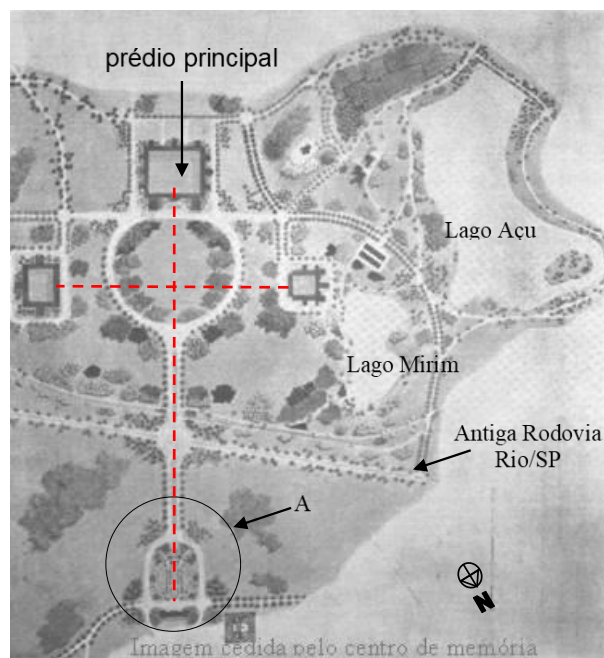 prédio principal
Lago Açu
Lago Mirim
Antiga Rodovia
Rio/SP
A
N
Imagem cedida pelo centro de memória